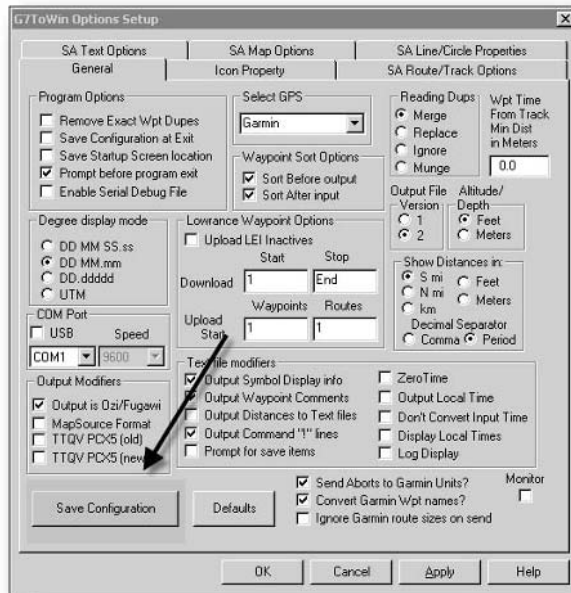 G7ToWin Options Setup
SA Text Options
SA Map Options
SA Line/Circle Properties
General
Icon Property
SA Route/Track Options
Program Options
Remove Exact Wpt Dupes
Save Configuration at Exit
Save Startup Screen location
Prompt before program exit
Enable Serial Debug File
Select GPS
Garmin
Waypoint Sort Options
Sort Before output
Sort After input
Reading Dups
Merge
Replace
Ignore
Munge
Wpt Time
From Track
Min Dist
in Meters
0.0
Output File
Version
1
2
Altitude/
Depth
Feet
Meters
Degree display mode
DD MM SS.ss
DD MM.mm
DD.ddddd
UTM
Lowrance Waypoint Options
Upload LEI Inactives
Start
Stop
Download
1
End
Waypoints
Routes
Upload
Start
1
1
Show Distances in:
S mi
N mi
km
Feet
Meters
Decimal Separator
Comma
Period
COM Port
USB
Speed
COM1
9600
Output Modifiers
Output is Ozi/Fugawi
MapSource Format
TTQV PCX5 (old)
TTQV PCX5 (new
Text file modifiers
Output Symbol Display info
Output Waypoint Comments
Output Distances to Text files
Output Command "!" lines
Prompt for save items
ZeroTime
Output Local Time
Don't Convert Input Time
Display Local Times
Log Display
Save Configuration
Defaults
Send Aborts to Garmin Units?
Convert Garmin Wpt names?
Ignore Garmin route sizes on send
Monitor
OK
Cancel
Apply
Help